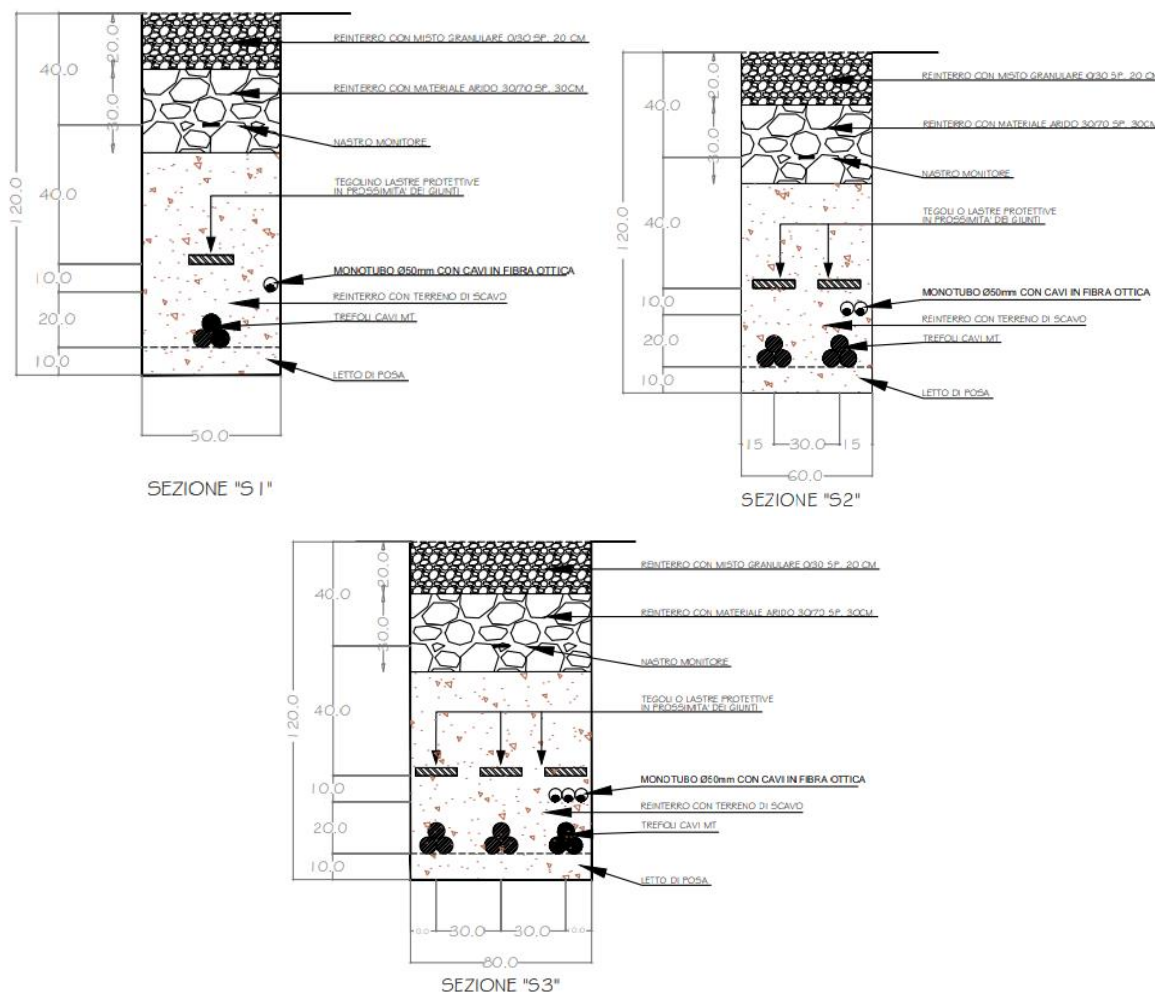 20.0
40.0
30.0
120.0
40.0
10.0
20.0
10.0
REINTERRO CON MISTO GRANULARE 0/30 SP. 20 CM
REINTERRO CON MATERIALE ARIDO 30/70 SP. 30CM
NASTRO MONITORE
TEGOLINO LASTRE PROTETTIVE
IN PROSSIMITA' DEI GIUNTI
MONOTUBO Ø50mm CON CAVI IN FIBRA OTTICA
REINTERRO CON TERRENO DI SCAVO
TREFOLI CAVI MT
LETTO DI POSA
50.0
SEZIONE "S1"
20.0
40.0
30.0
120.0
40.0
10.0
20.0
10.0
REINTERRO CON MISTO GRANULARE 0/30 SP. 20 CM
REINTERRO CON MATERIALE ARIDO 30/70 SP. 30CM
NASTRO MONITORE
TEGOLI O LASTRE PROTETTIVE
IN PROSSIMITA' DEI GIUNTI
MONOTUBO Ø50mm CON CAVI IN FIBRA OTTICA
REINTERRO CON TERRENO DI SCAVO
TREFOLI CAVI MT
LETTO DI POSA
15 30.0 15
60.0
SEZIONE "S2"
20.0
40.0
30.0
120.0
40.0
10.0
20.0
10.0
REINTERRO CON MISTO GRANULARE 0/30 SP. 20 CM
REINTERRO CON MATERIALE ARIDO 30/70 SP. 30CM
NASTRO MONITORE
TEGOLI O LASTRE PROTETTIVE
IN PROSSIMITA' DEI GIUNTI
MONOTUBO Ø50mm CON CAVI IN FIBRA OTTICA
REINTERRO CON TERRENO DI SCAVO
TREFOLI CAVI MT
LETTO DI POSA
30.0 30.0
80.0
SEZIONE "S3"